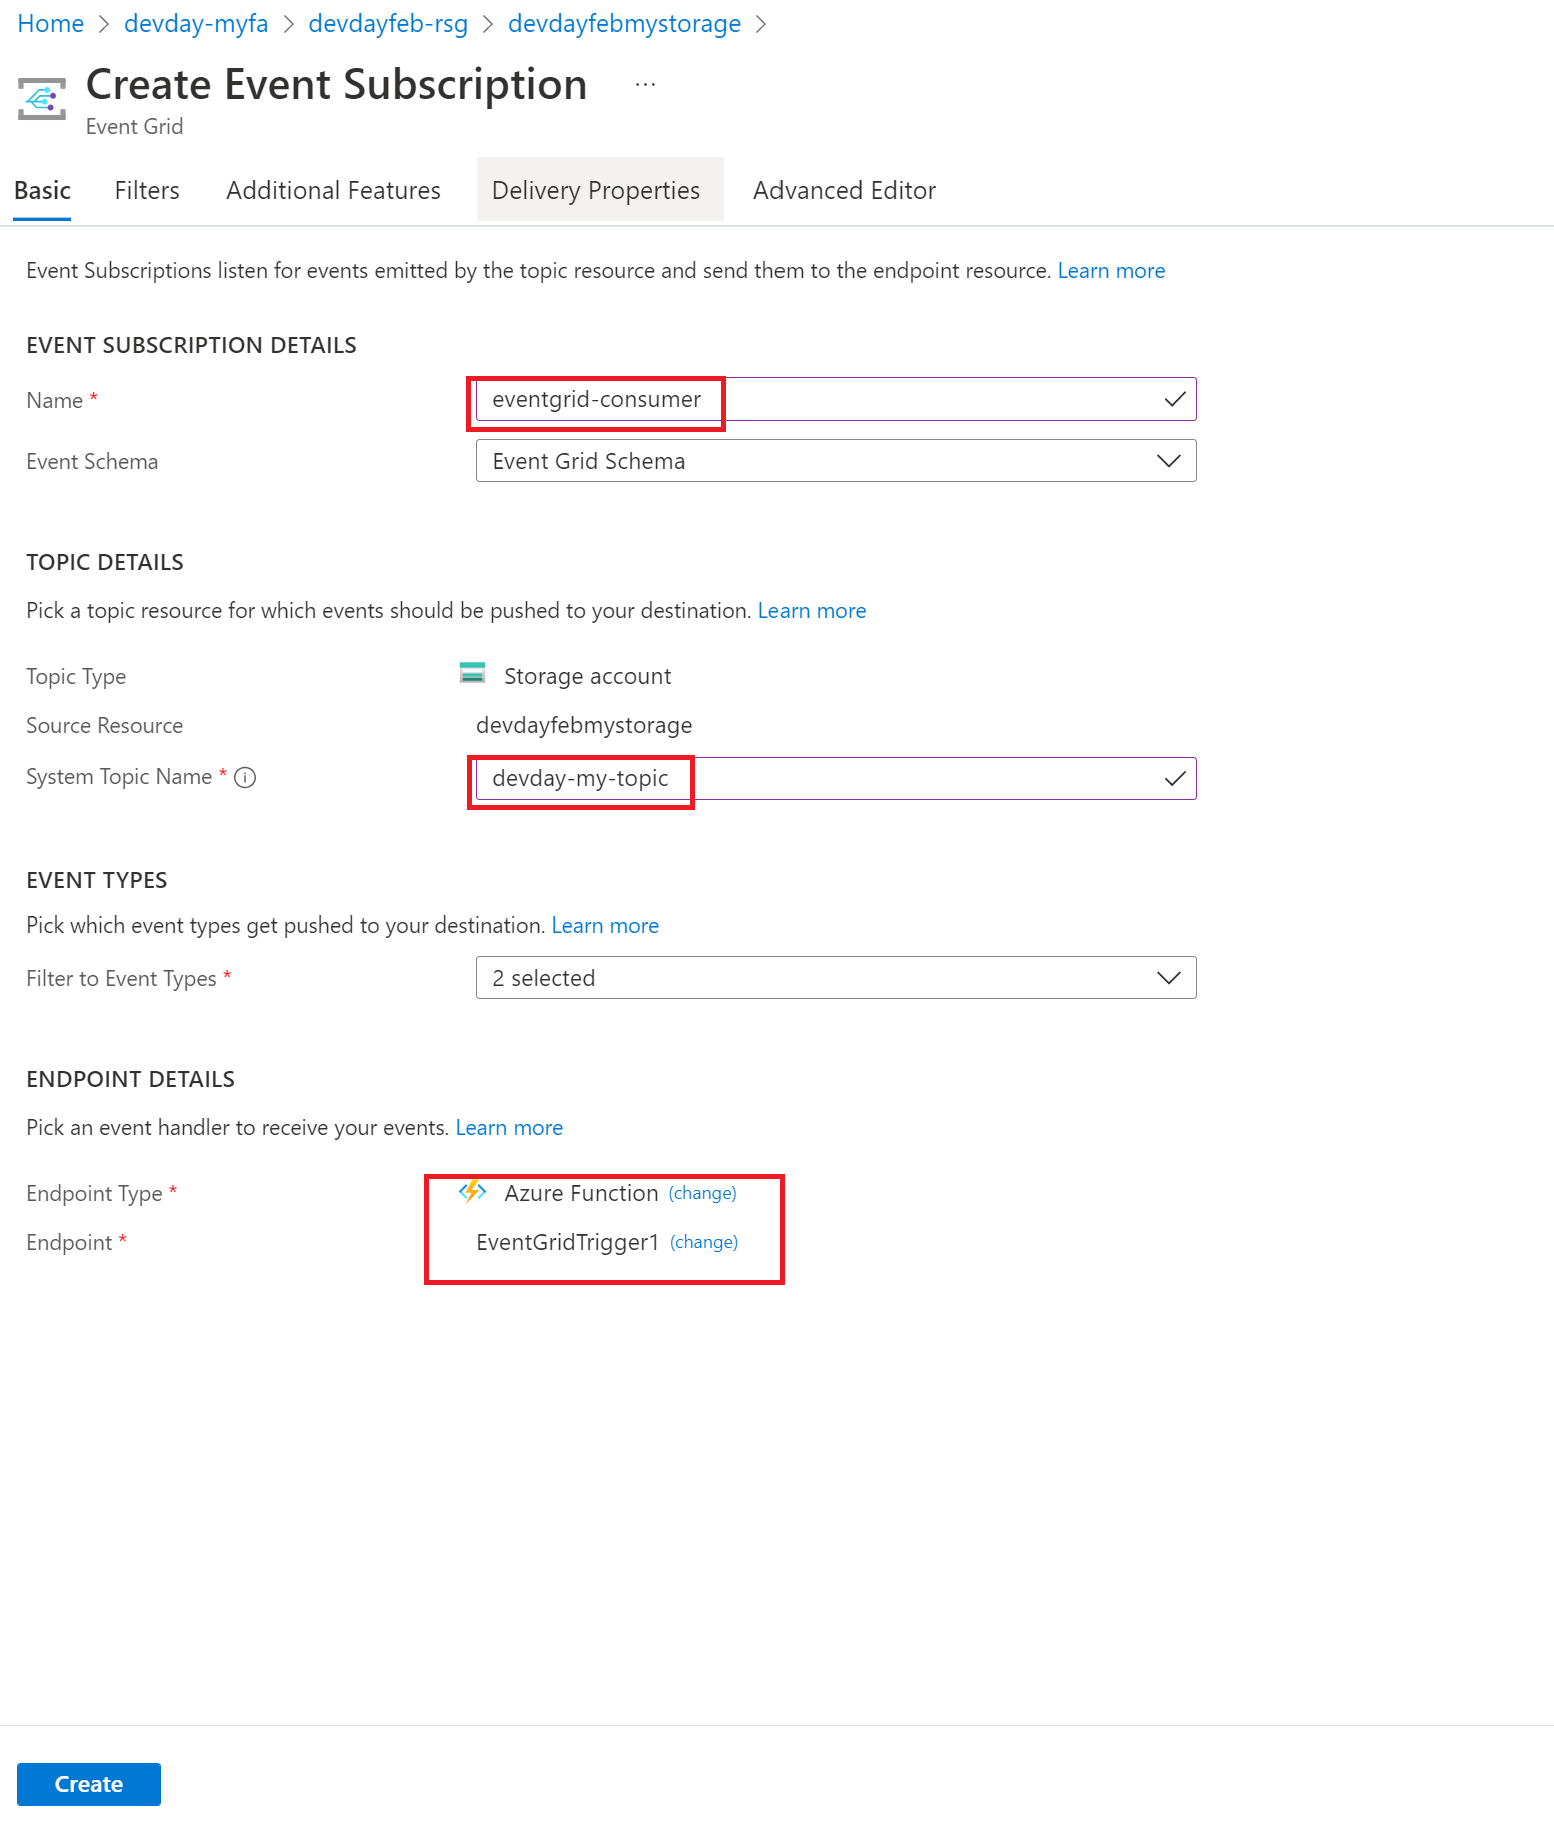 Home > devday-myfa > devdayfeb-rsg > devdayfebmystorage >
Create Event Subscription ...
Event Grid
Basic Filters Additional Features Delivery Properties Advanced Editor
Event Subscriptions listen for events emitted by the topic resource and send them to the endpoint resource. Learn more
EVENT SUBSCRIPTION DETAILS
Name * eventgrid-consumer
Event Schema Event Grid Schema
TOPIC DETAILS
Pick a topic resource for which events should be pushed to your destination. Learn more
Topic Type Storage account
Source Resource devdayfebmystorage
System Topic Name * devday-my-topic
EVENT TYPES
Pick which event types get pushed to your destination. Learn more
Filter to Event Types * 2 selected
ENDPOINT DETAILS
Pick an event handler to receive your events. Learn more
Endpoint Type * Azure Function (change)
Endpoint * EventGridTrigger1 (change)
Create